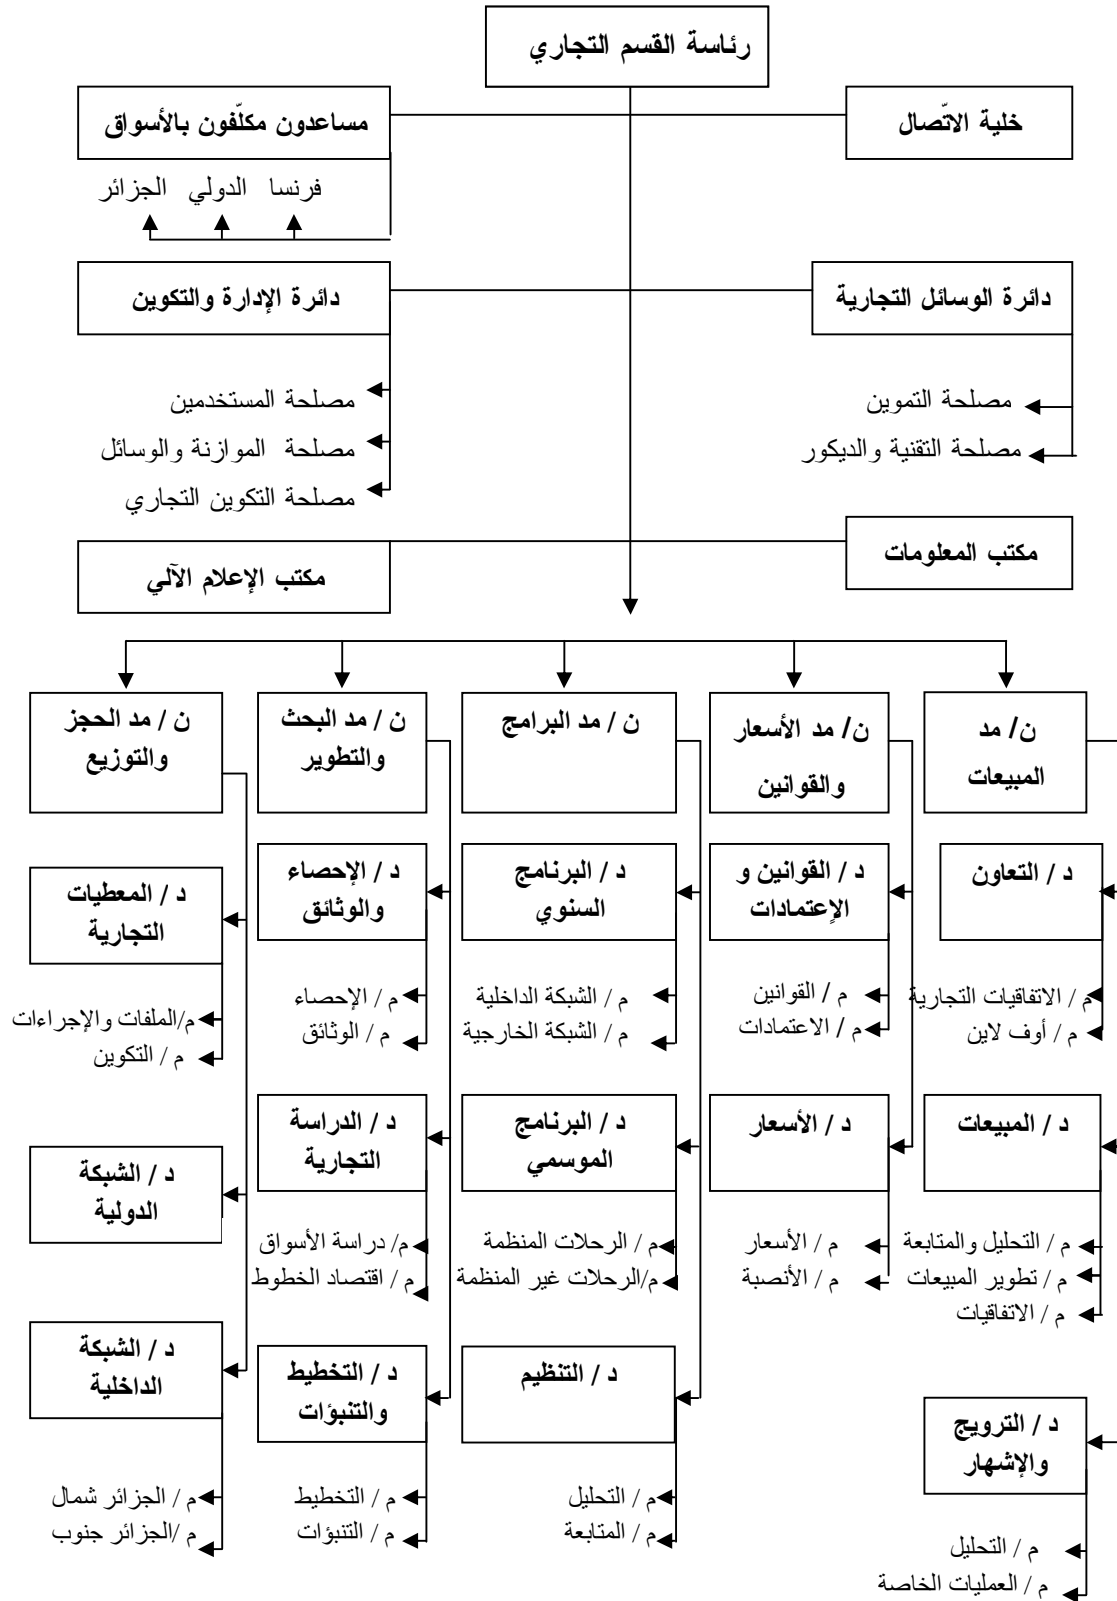 رئاسة القسم التجاري
خلية الاتّصال
مساعدون مكلّفون بالأسواق
فرنسا الدولي الجزائر
دائرة الوسائل التجارية
دائرة الإدارة والتكوين
مصلحة التموين
مصلحة التقنية والديكور
مصلحة المستخدمين
مصلحة الموازنة والوسائل
مصلحة التكوين التجاري
مكتب المعلومات
مكتب الإعلام الآلي
ن/ مد
المبيعات
ن/ مد الأسعار
والقوانين
ن / مد البرامج
ن / مد البحث
والتطوير
ن / مد الحجز
والتوزيع
د / التعاون
م / الاتفاقيات التجارية
م / أوف لاين
د / القوانين و
الإعتمادات
م / القوانين
م / الاعتمادات
د / البرنامج
السنوي
م / الشبكة الداخلية
م / الشبكة الخارجية
د / الإحصاء
والوثائق
م / الإحصاء
م / الوثائق
د / المعطيات
التجارية
م/الملفات والإجراءات
م / التكوين
د / المبيعات
م / التحليل والمتابعة
م / تطوير المبيعات
م / الاتفاقيات
د / الأسعار
م / الأسعار
م / الأنصبة
د / البرنامج
الموسمي
م / الرحلات المنظمة
م/الرحلات غير المنظمة
د / الدراسة
التجارية
م/ دراسة الأسواق
م / اقتصاد الخطوط
د / الشبكة
الدولية
د / الترويج
والإشهار
م / التحليل
م / العمليات الخاصة
د / التنظيم
م / التحليل
م / المتابعة
د / التخطيط
والتنبؤات
م / التخطيط
م / التنبؤات
د / الشبكة
الداخلية
م / الجزائر شمال
م /الجزائر جنوب